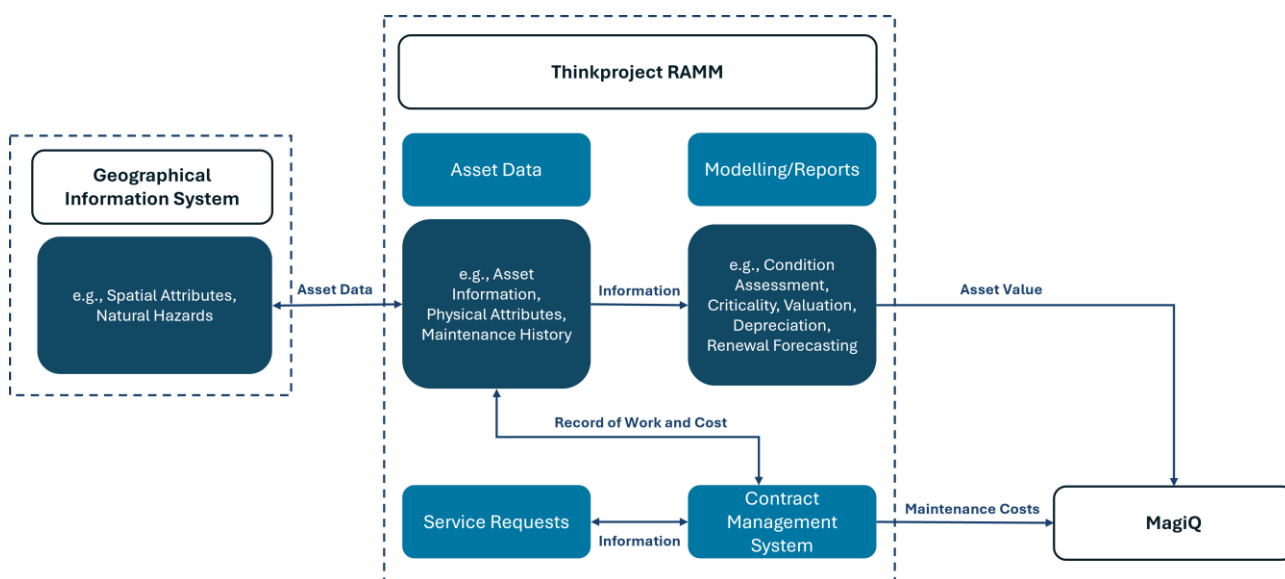 Thinkproject RAMM
Geographical
Information System
Asset Data
Modelling/Reports
e.g., Spatial Attributes,
Natural Hazards
Asset Data
e.g., Asset
Information,
Physical Attributes,
Maintenance History
Information
e.g., Condition
Assessment,
Criticality, Valuation,
Depreciation,
Renewal Forecasting
Asset Value
Record of Work and Cost
Service Requests
Information
Contract
Management
System
Maintenance Costs
MagiQ